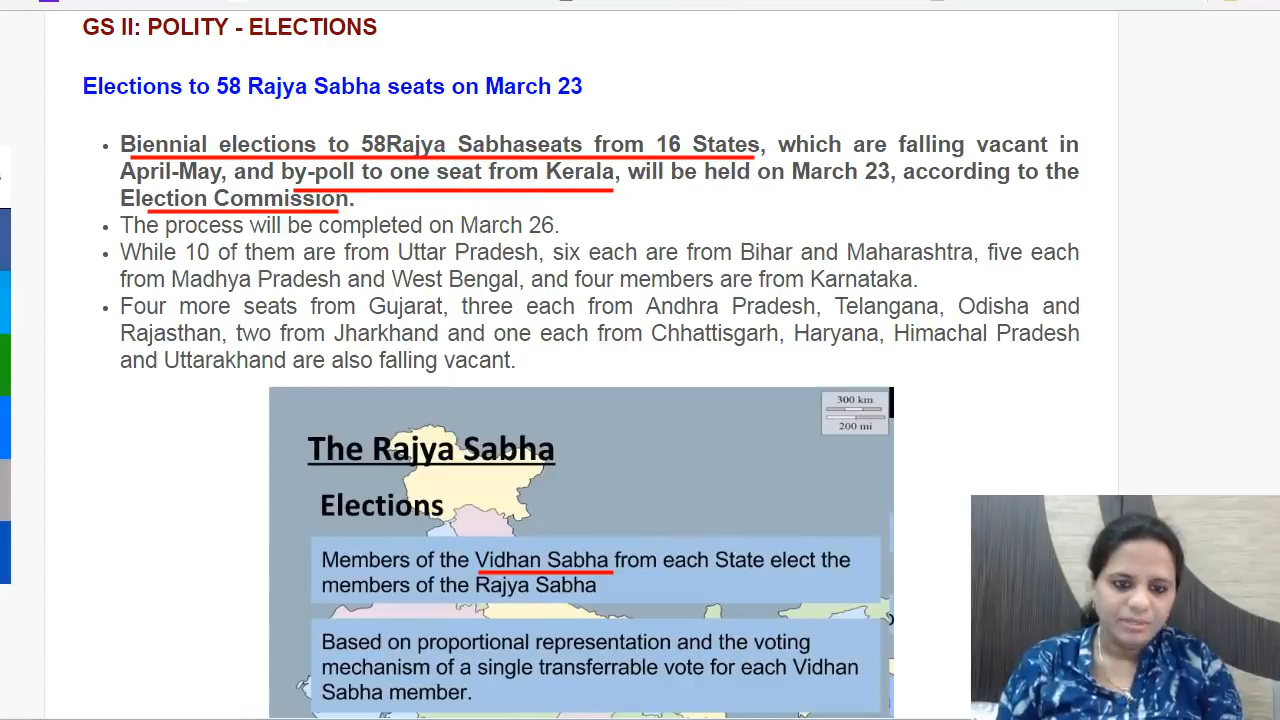 GS II: POLITY - ELECTIONS
Elections to 58 Rajya Sabha seats on March 23
Biennial elections to 58Rajya Sabhaseats from 16 States, which are falling vacant in
April-May, and by-poll to one seat from Kerala, will be held on March 23, according to the
Election Commission.
The process will be completed on March 26.
While 10 of them are from Uttar Pradesh, six each are from Bihar and Maharashtra, five each
from Madhya Pradesh and West Bengal, and four members are from Karnataka.
Four more seats from Gujarat, three each from Andhra Pradesh, Telangana, Odisha and
Rajasthan, two from Jharkhand and one each from Chhattisgarh, Haryana, Himachal Pradesh
and Uttarakhand are also falling vacant.
300 km
200 mi
The Rajya Sabha
Elections
Members of the Vidhan Sabha from each State elect the
members of the Rajya Sabha
Based on proportional representation and the voting
mechanism of a single transferrable vote for each Vidhan
Sabha member.